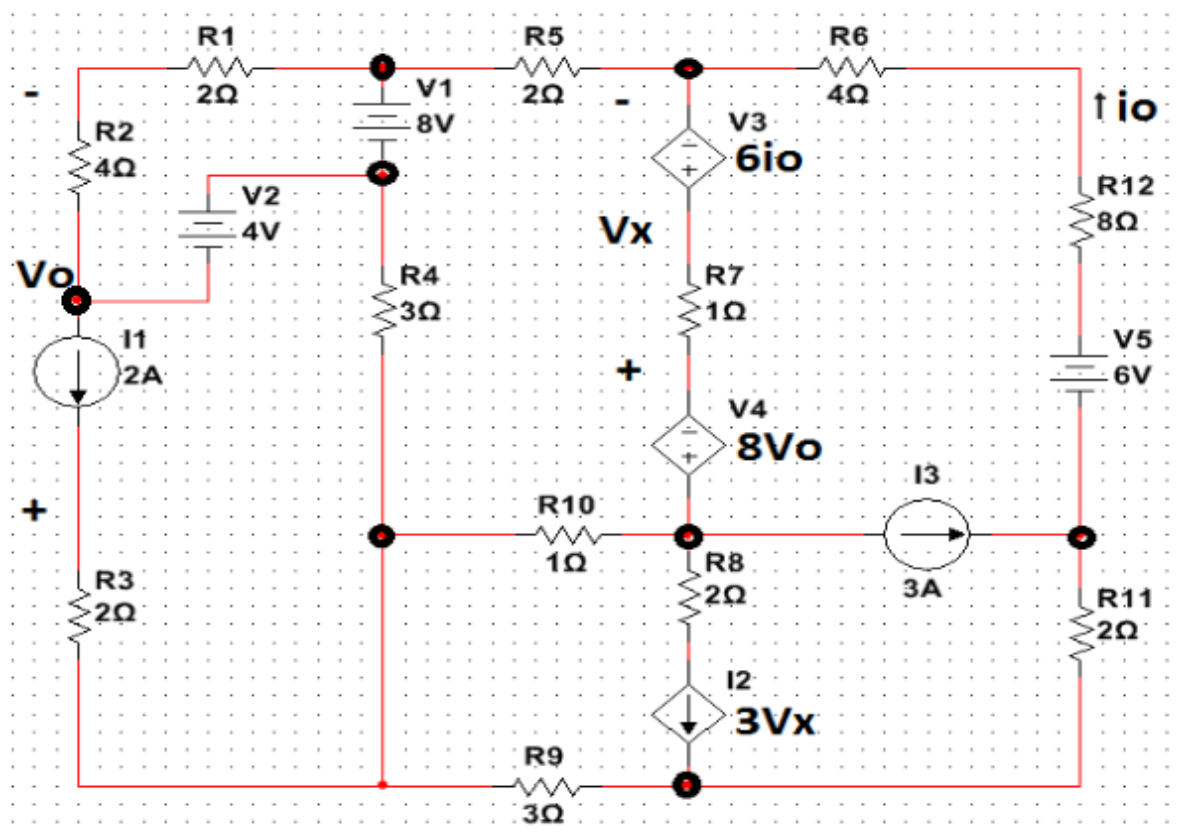 R1
2Ω
R5
2Ω
R6
4Ω
-
V1
8V
-
↑ io
R2
4Ω
V3
−
+
6io
R12
8Ω
V2
4V
Vx
Vo
R4
3Ω
R7
1Ω
I1
2A
+
V5
6V
V4
−
+
8Vo
I3
+
R10
1Ω
R8
2Ω
3A
R3
2Ω
R11
2Ω
I2
3Vx
R9
3Ω